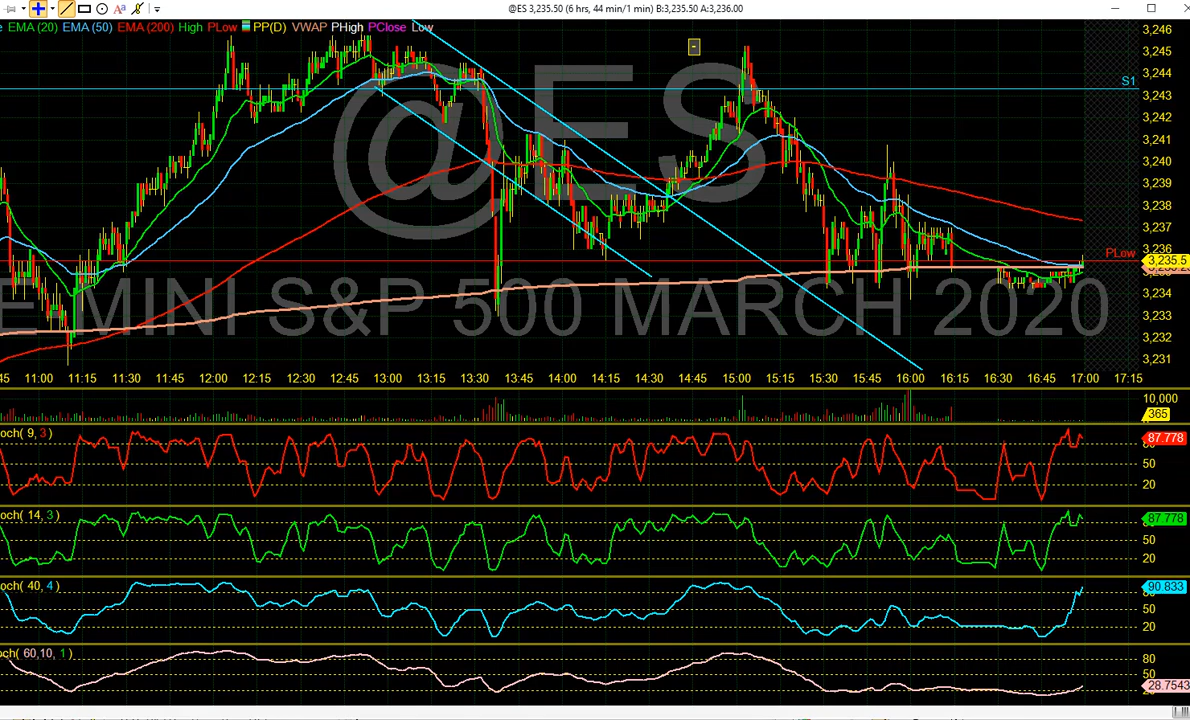 @ES 3,235.50 (6 hrs, 44 min/1 min) B:3,235.50 A:3,236.00
EMA (20) EMA (50) EMA (200) High PLow PP(D) VWAP PHigh PClose Low
@ES
E MINI S&P 500 MARCH 2020
S1
PLow
3,246
3,245
3,244
3,243
3,242
3,241
3,240
3,239
3,238
3,237
3,236
3,235.5
3,234
3,233
3,232
3,231
:45 11:00 11:15 11:30 11:45 12:00 12:15 12:30 12:45 13:00 13:15 13:30 13:45 14:00 14:15 14:30 14:45 15:00 15:15 15:30 15:45 16:00 16:15 16:30 16:45 17:00 17:15
10,000
365
och( 9, 3 )
87.778
50
20
och( 14, 3 )
87.778
50
20
och( 40, 4 )
90.833
50
20
och( 60,10, 1 )
80
50
28.7543